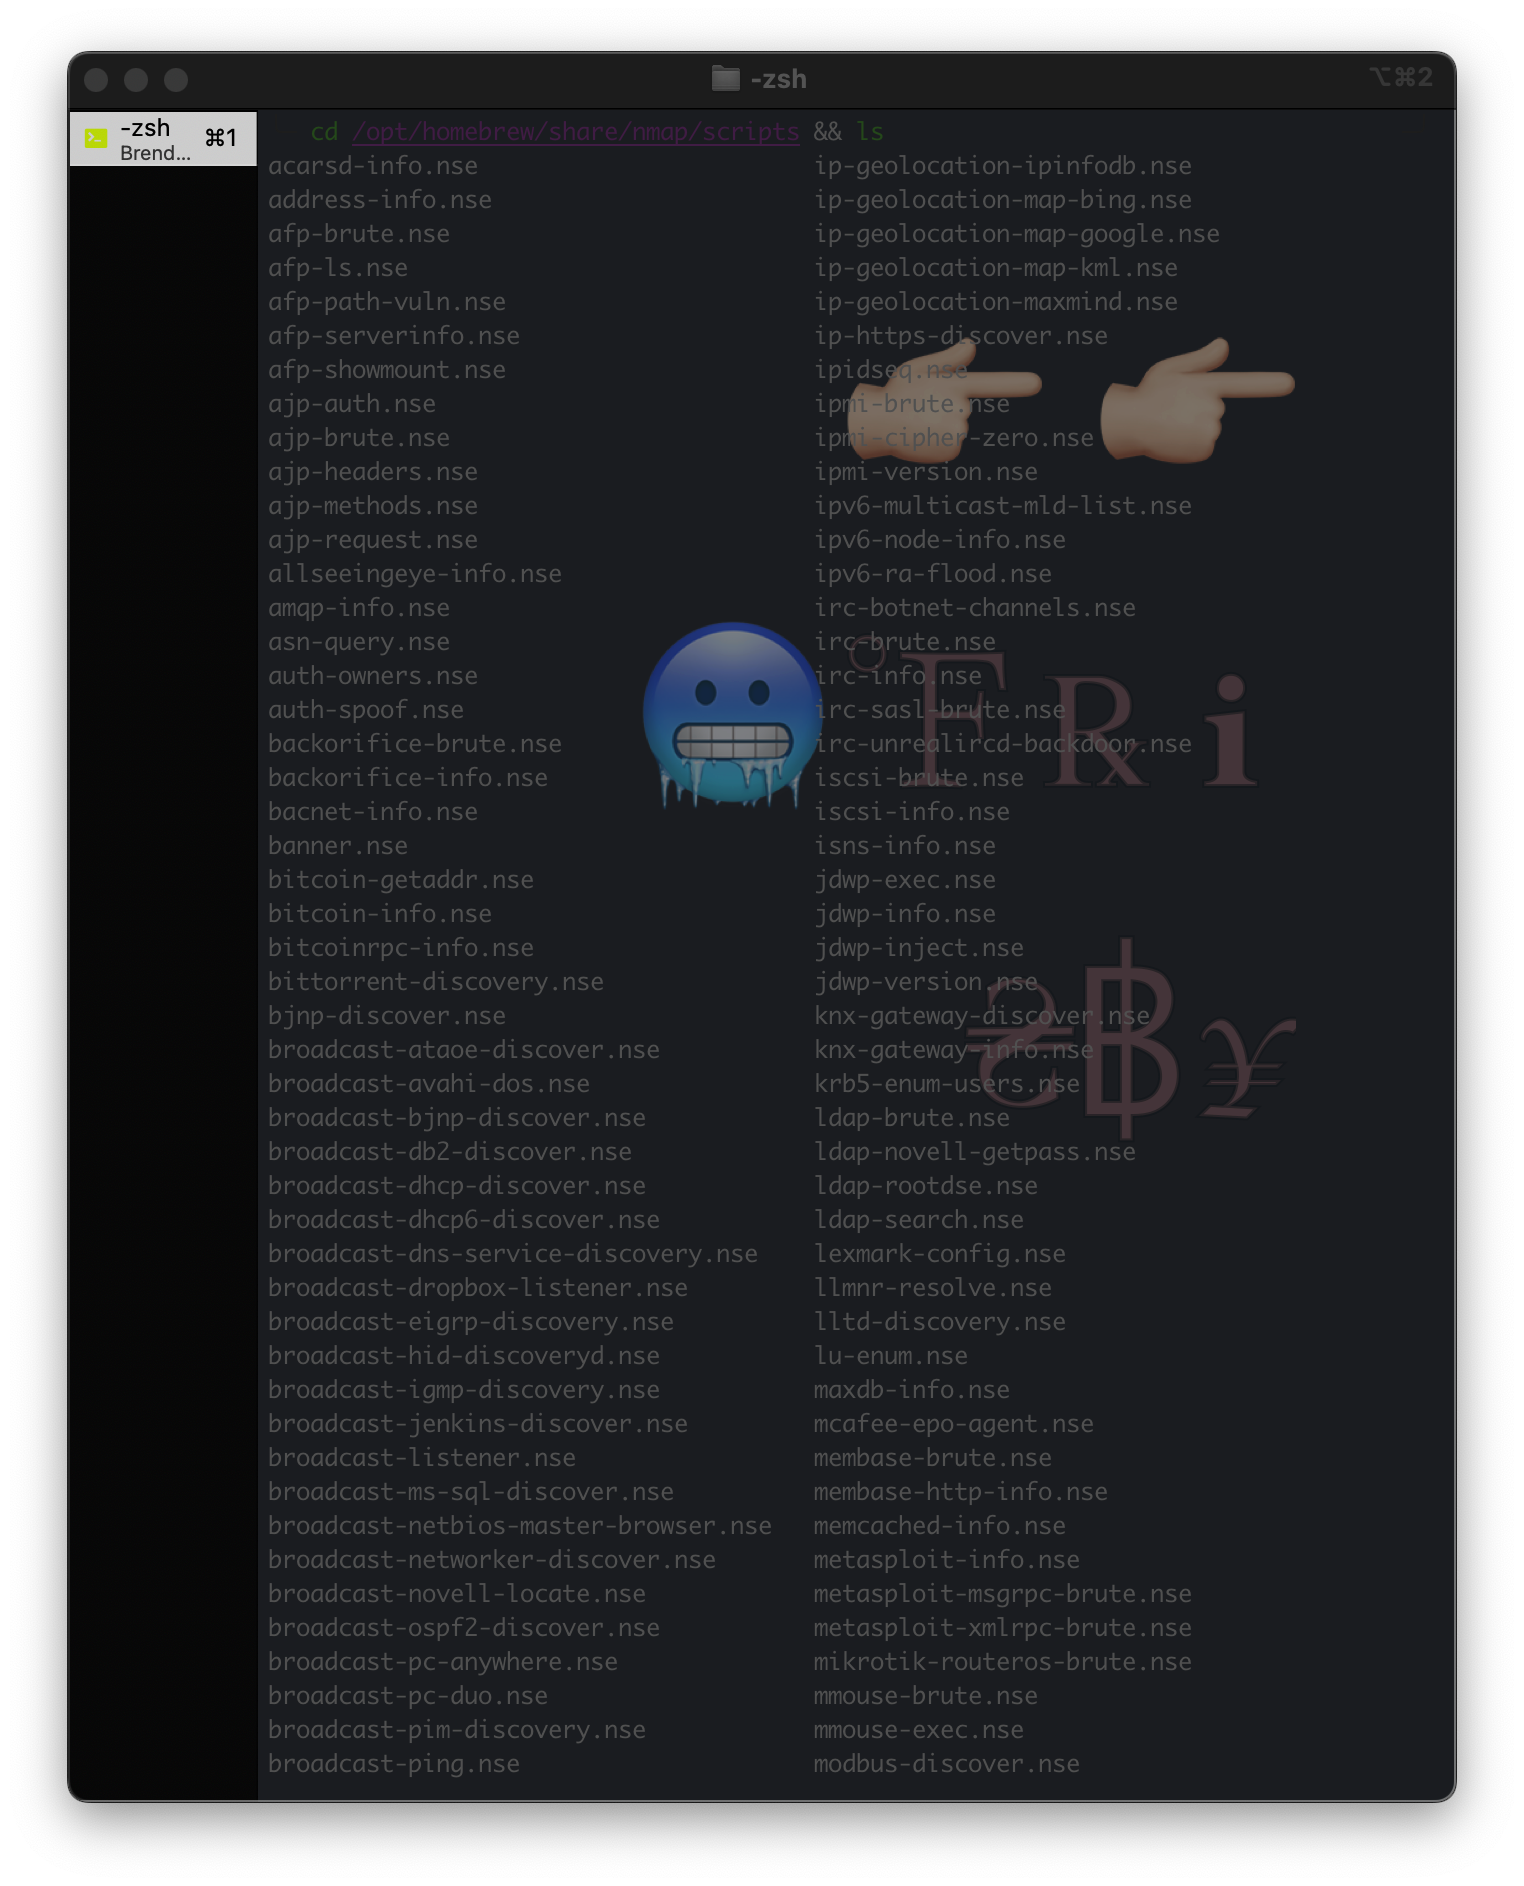 -zsh
⌥⌘2
-zsh
⌘1
Brend...
cd /opt/homebrew/share/nmap/scripts && ls
acarsd-info.nse ip-geolocation-ipinfodb.nse
address-info.nse ip-geolocation-map-bing.nse
afp-brute.nse ip-geolocation-map-google.nse
afp-ls.nse ip-geolocation-map-kml.nse
afp-path-vuln.nse ip-geolocation-maxmind.nse
afp-serverinfo.nse ip-https-discover.nse
afp-showmount.nse ipidseq.nse
ajp-auth.nse ipmi-brute.nse
ajp-brute.nse ipmi-cipher-zero.nse
ajp-headers.nse ipmi-version.nse
ajp-methods.nse ipv6-multicast-mld-list.nse
ajp-request.nse ipv6-node-info.nse
allseeingeye-info.nse ipv6-ra-flood.nse
amqp-info.nse irc-botnet-channels.nse
asn-query.nse irc-brute.nse
auth-owners.nse irc-info.nse
auth-spoof.nse irc-sasl-brute.nse
backorifice-brute.nse irc-unrealircd-backdoor.nse
backorifice-info.nse iscsi-brute.nse
bacnet-info.nse iscsi-info.nse
banner.nse isns-info.nse
bitcoin-getaddr.nse jdwp-exec.nse
bitcoin-info.nse jdwp-info.nse
bitcoinrpc-info.nse jdwp-inject.nse
bittorrent-discovery.nse jdwp-version.nse
bjnp-discover.nse knx-gateway-discover.nse
broadcast-ataoe-discover.nse knx-gateway-info.nse
broadcast-avahi-dos.nse krb5-enum-users.nse
broadcast-bjnp-discover.nse ldap-brute.nse
broadcast-db2-discover.nse ldap-novell-getpass.nse
broadcast-dhcp-discover.nse ldap-rootdse.nse
broadcast-dhcp6-discover.nse ldap-search.nse
broadcast-dns-service-discovery.nse lexmark-config.nse
broadcast-dropbox-listener.nse llmnr-resolve.nse
broadcast-eigrp-discovery.nse lltd-discovery.nse
broadcast-hid-discoveryd.nse lu-enum.nse
broadcast-igmp-discovery.nse maxdb-info.nse
broadcast-jenkins-discover.nse mcafee-epo-agent.nse
broadcast-listener.nse membase-brute.nse
broadcast-ms-sql-discover.nse membase-http-info.nse
broadcast-netbios-master-browser.nse memcached-info.nse
broadcast-networker-discover.nse metasploit-info.nse
broadcast-novell-locate.nse metasploit-msgrpc-brute.nse
broadcast-ospf2-discover.nse metasploit-xmlrpc-brute.nse
broadcast-pc-anywhere.nse mikrotik-routeros-brute.nse
broadcast-pc-duo.nse mmouse-brute.nse
broadcast-pim-discovery.nse mmouse-exec.nse
broadcast-ping.nse modbus-discover.nse
℉℞ℹ
₴฿¥